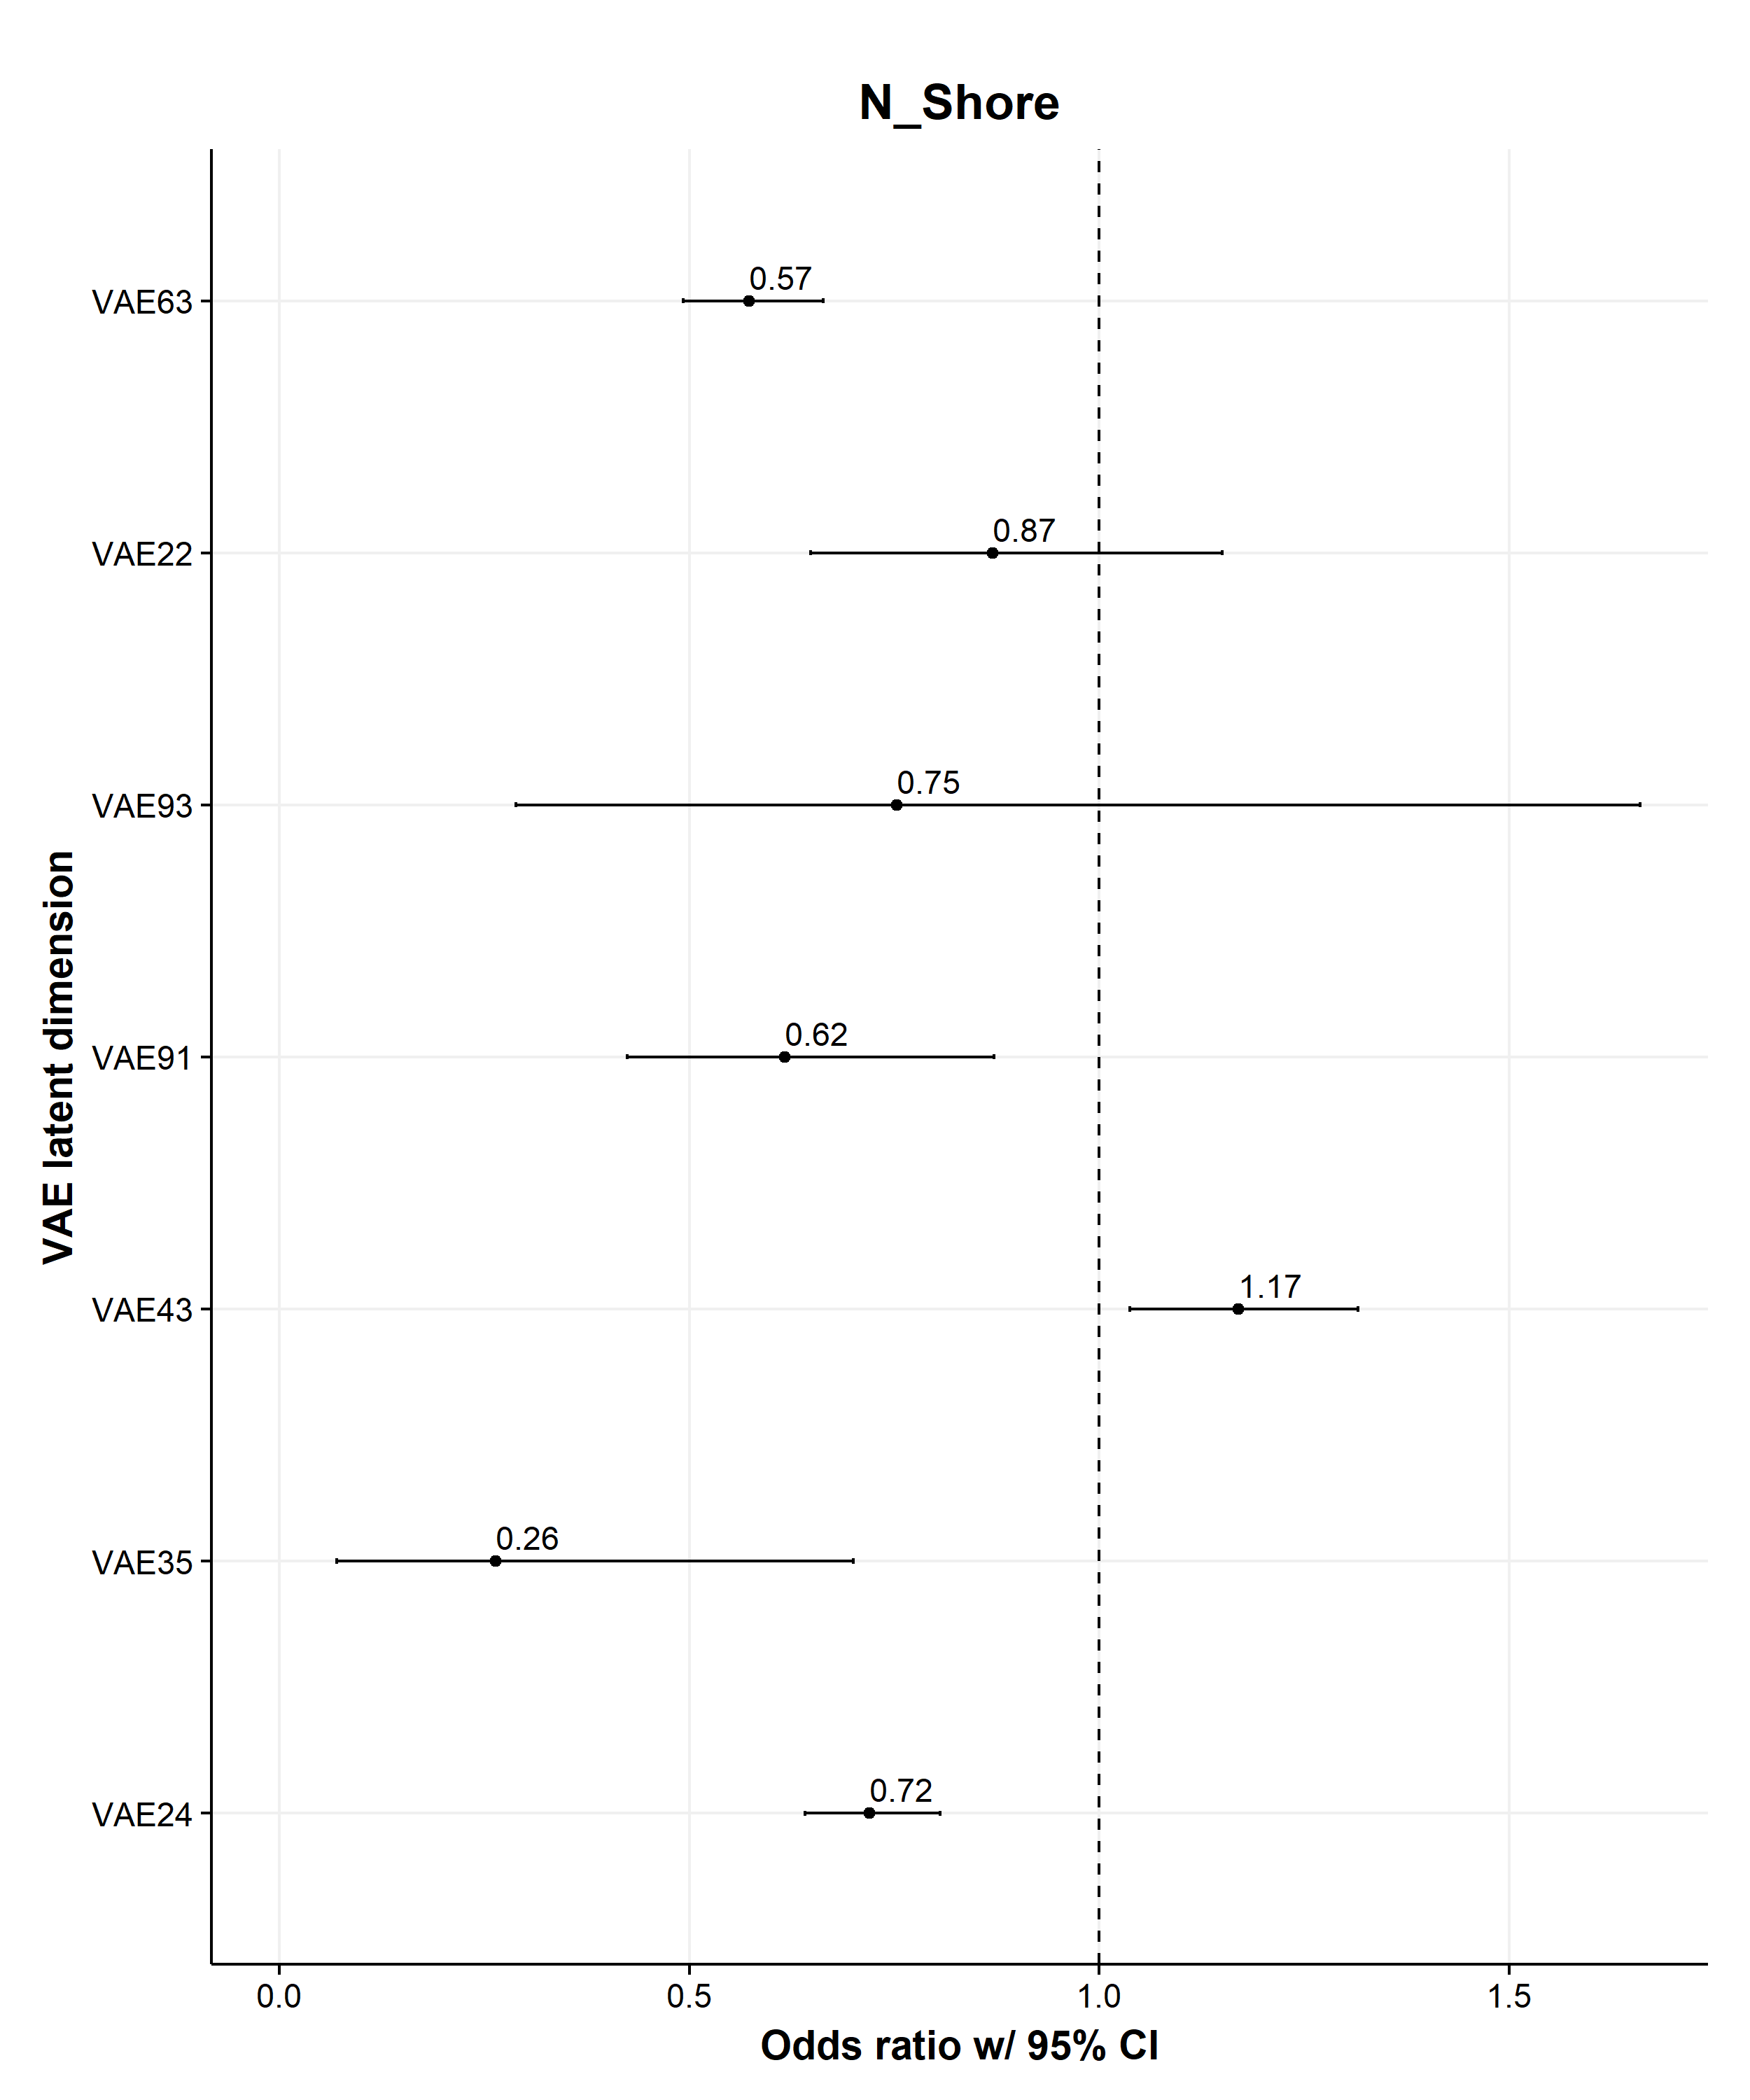 N_Shore
VAE63
0.57
VAE22
0.87
VAE93
0.75
VAE91
0.62
VAE43
1.17
VAE35
0.26
VAE24
0.72
VAE latent dimension
0.0 0.5 1.0 1.5
Odds ratio w/ 95% CI